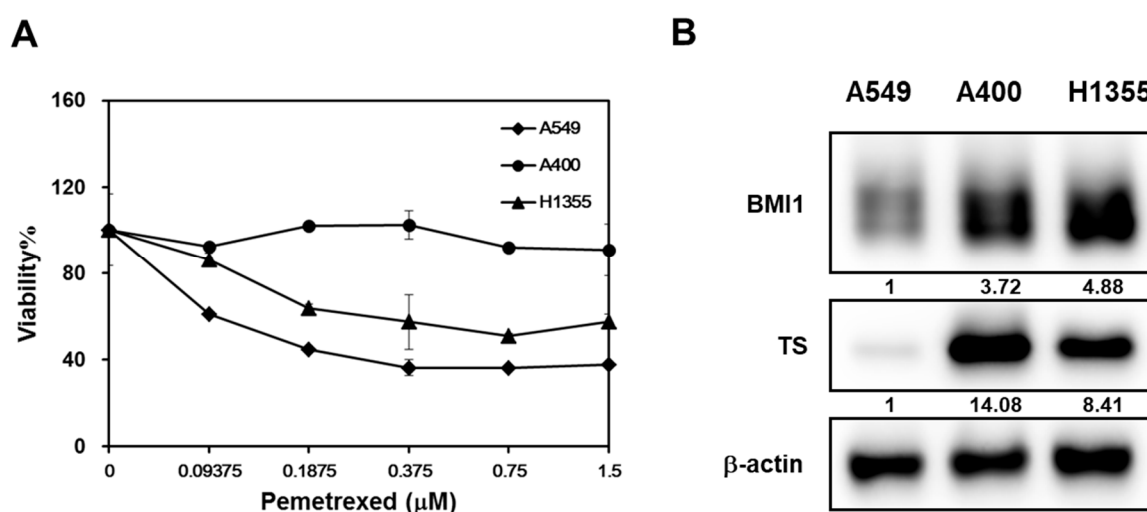 A
160
120
80
40
0
Viability%
A549
A400
H1355
0 0.09375 0.1875 0.375 0.75 1.5
Pemetrexed (μM)
B
A549 A400 H1355
BMI1
1 3.72 4.88
TS
1 14.08 8.41
β-actin